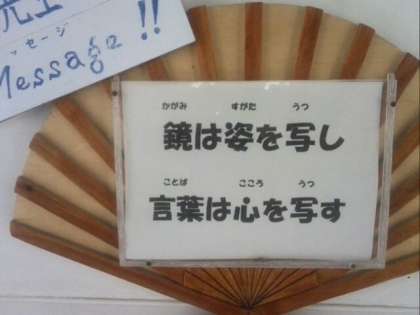 ッセージ
Message !!
かがみ すがた うつ
鏡は姿を写し
ことば こころ うつ
言葉は心を写す